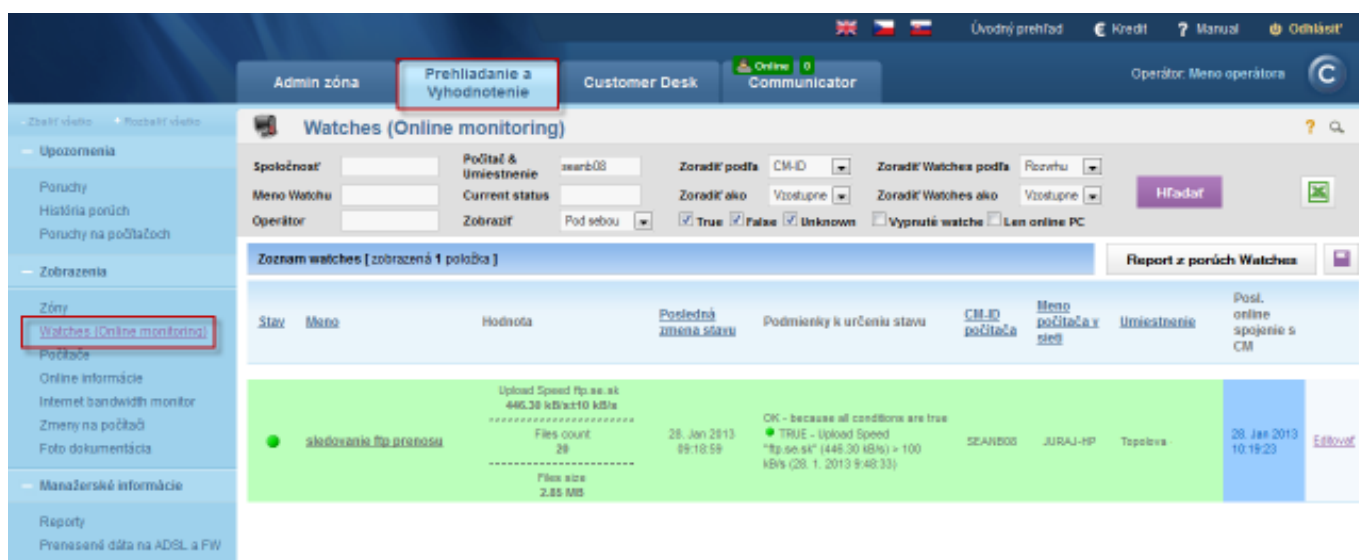 Úvodný prehľad
€ Kredit
? Manual
Odhlásiť
Admin zóna
Prehliadanie a
Vyhodnotenie
Customer Desk
Online 0
Communicator
Operátor: Meno operátora
Zbaliť všetko
Rozbaliť všetko
Watches (Online monitoring)
?
Upozornenia
Poruchy
História porúch
Poruchy na počítačoch
Zobrazenia
Zóny
Watches (Online monitoring)
Počítače
Online informácie
Internet bandwidth monitor
Zmeny na počítači
Foto dokumentácia
Manažerské informácie
Reporty
Prenesené dáta na ADSL a FW
Spoločnosť
Počítač &
Umiestnenie
seanb08
Zoradiť podľa
CM-ID
Zoradiť Watches podľa
Rozvrhu
Meno Watchu
Current status
Zoradiť ako
Vzostupne
Zoradiť Watches ako
Vzostupne
Hľadať
Operátor
Zobraziť
Pod sebou
True
False
Unknown
Vypnuté watche
Len online PC
Zoznam watches [ zobrazená 1 položka ]
Report z porúch Watches
Stav
Meno
Hodnota
Posledná
zmena stavu
Podmienky k určeniu stavu
CM-ID
počítača
Meno
počítača v
sieti
Umiestnenie
Posl.
online
spojenie s
CM
sledovanie ftp prenosu
Upload Speed ftp.se.sk
446.30 kB/s±10 kB/s
Files count
20
Files size
2.85 MB
28. Jan 2013
09:18:59
OK - because all conditions are true
TRUE - Upload Speed
"ftp.se.sk" (446.30 kB/s) > 100
kB/s (28. 1. 2013 9:48:33)
SEANB08
JURAJ-HP
Topolova
28. Jan 2013
10:19:23
Editovať